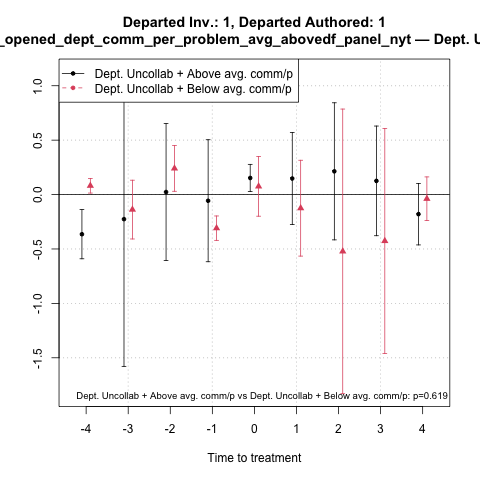 Departed Inv.: 1, Departed Authored: 1
_opened_dept_comm_per_problem_avg_abovedf_panel_nyt — Dept. U
Dept. Uncollab + Above avg. comm/p
Dept. Uncollab + Below avg. comm/p
1.0
0.5
0.0
-0.5
-1.0
-1.5
Dept. Uncollab + Above avg. comm/p vs Dept. Uncollab + Below avg. comm/p: p=0.619
-4 -3 -2 -1 0 1 2 3 4
Time to treatment